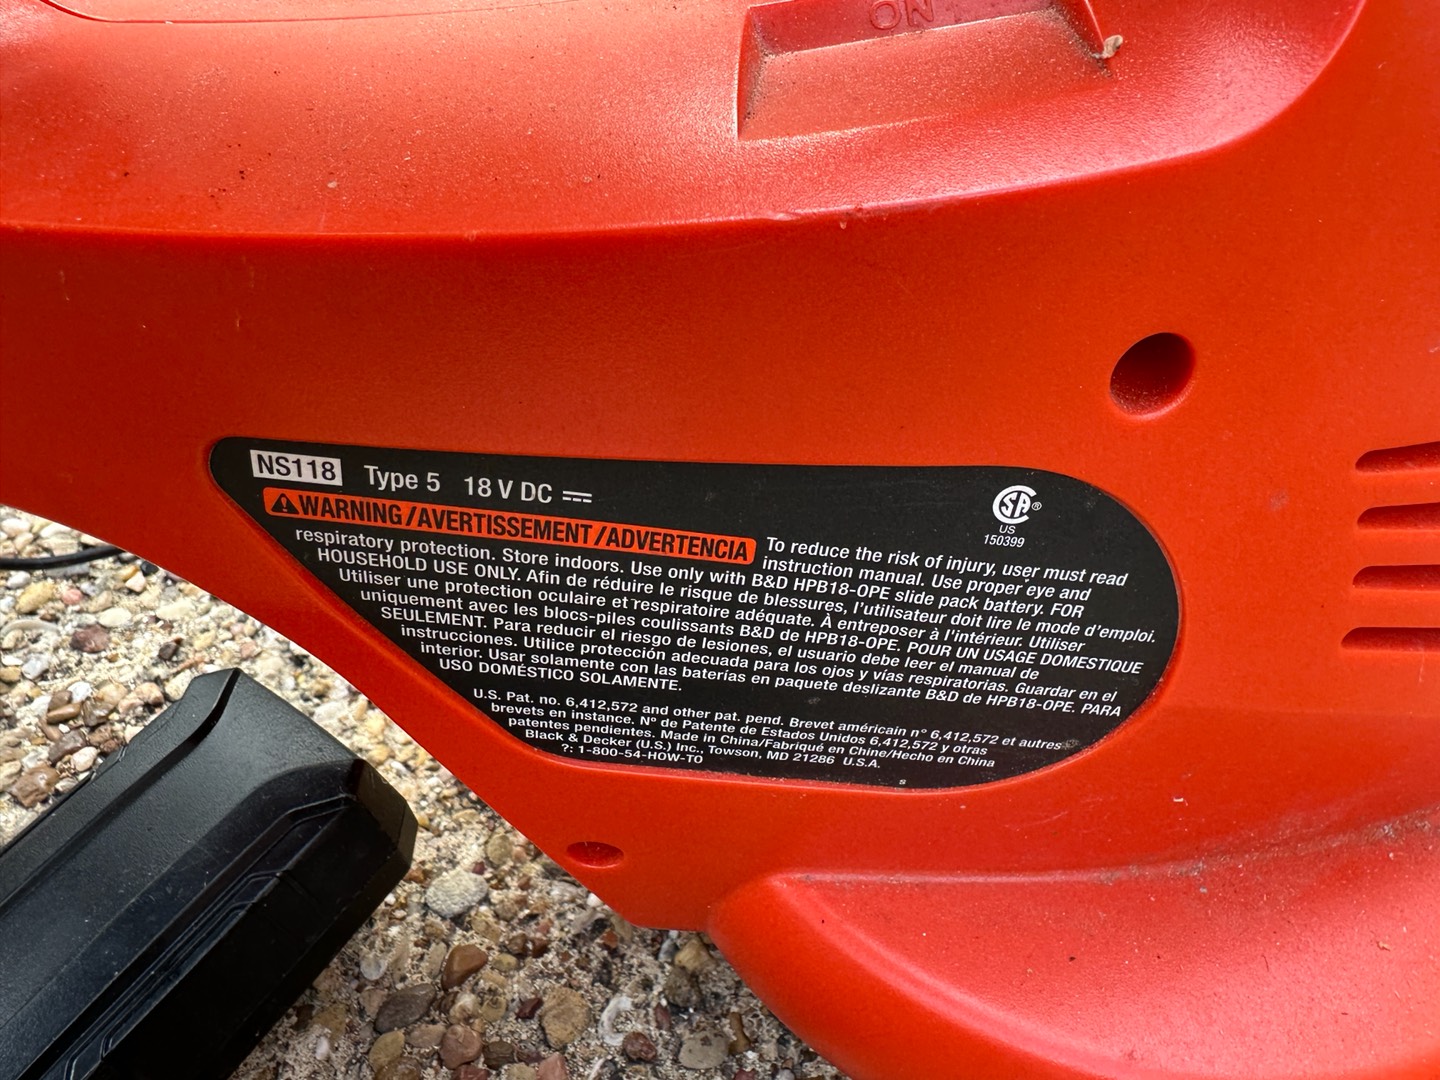 ON
NS118 Type 5 18 V DC
WARNING/AVERTISSEMENT/ADVERTENCIA To reduce the risk of injury, user must read
instruction manual. Use proper eye and
respiratory protection. Store indoors. Use only with B&D HPB18-OPE slide pack battery. FOR
HOUSEHOLD USE ONLY. Afin de réduire le risque de blessures, l'utilisateur doit lire le mode d'emploi.
Utiliser une protection oculaire et respiratoire adéquate. À entreposer à l'intérieur. Utiliser
uniquement avec les blocs-piles coulissants B&D de HPB18-OPE. POUR UN USAGE DOMESTIQUE
SEULEMENT. Para reducir el riesgo de lesiones, el usuario debe leer el manual de
instrucciones. Utilice protección adecuada para los ojos y vías respiratorias. Guardar en el
interior. Usar solamente con las baterías en paquete deslizante B&D de HPB18-OPE. PARA
USO DOMÉSTICO SOLAMENTE.
U.S. Pat. no. 6,412,572 and other pat. pend. Brevet américain n° 6,412,572 et autres
brevets en instance. Nº de Patente de Estados Unidos 6,412,572 y otras
patentes pendientes. Made in China/Fabriqué en Chine/Hecho en China
Black & Decker (U.S.) Inc., Towson, MD 21286 U.S.A.
?: 1-800-54-HOW-TO
SA®
US
150399
s